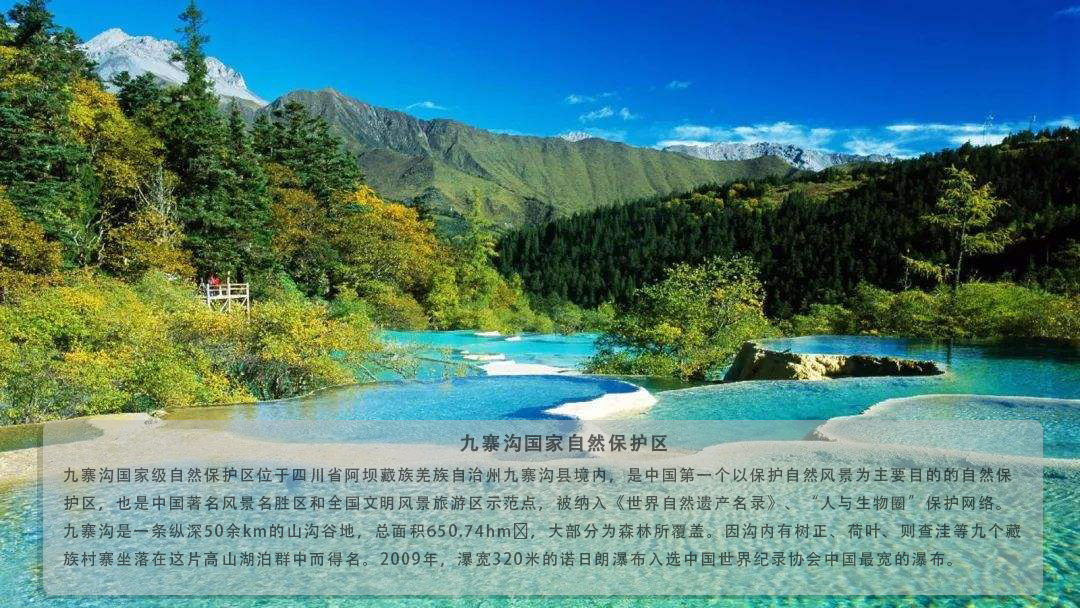 九寨沟国家自然保护区
九寨沟国家级自然保护区位于四川省阿坝藏族羌族自治州九寨沟县境内，是中国第一个以保护自然风景为主要目的的自然保
护区，也是中国著名风景名胜区和全国文明风景旅游区示范点，被纳入《世界自然遗产名录》、“人与生物圈”保护网络。
九寨沟是一条纵深50余km的山沟谷地，总面积650.74hm，大部分为森林所覆盖。因沟内有树正、荷叶、则查洼等九个藏
族村寨坐落在这片高山湖泊群中而得名。2009年，瀑宽320米的诺日朗瀑布入选中国世界纪录协会中国最宽的瀑布。